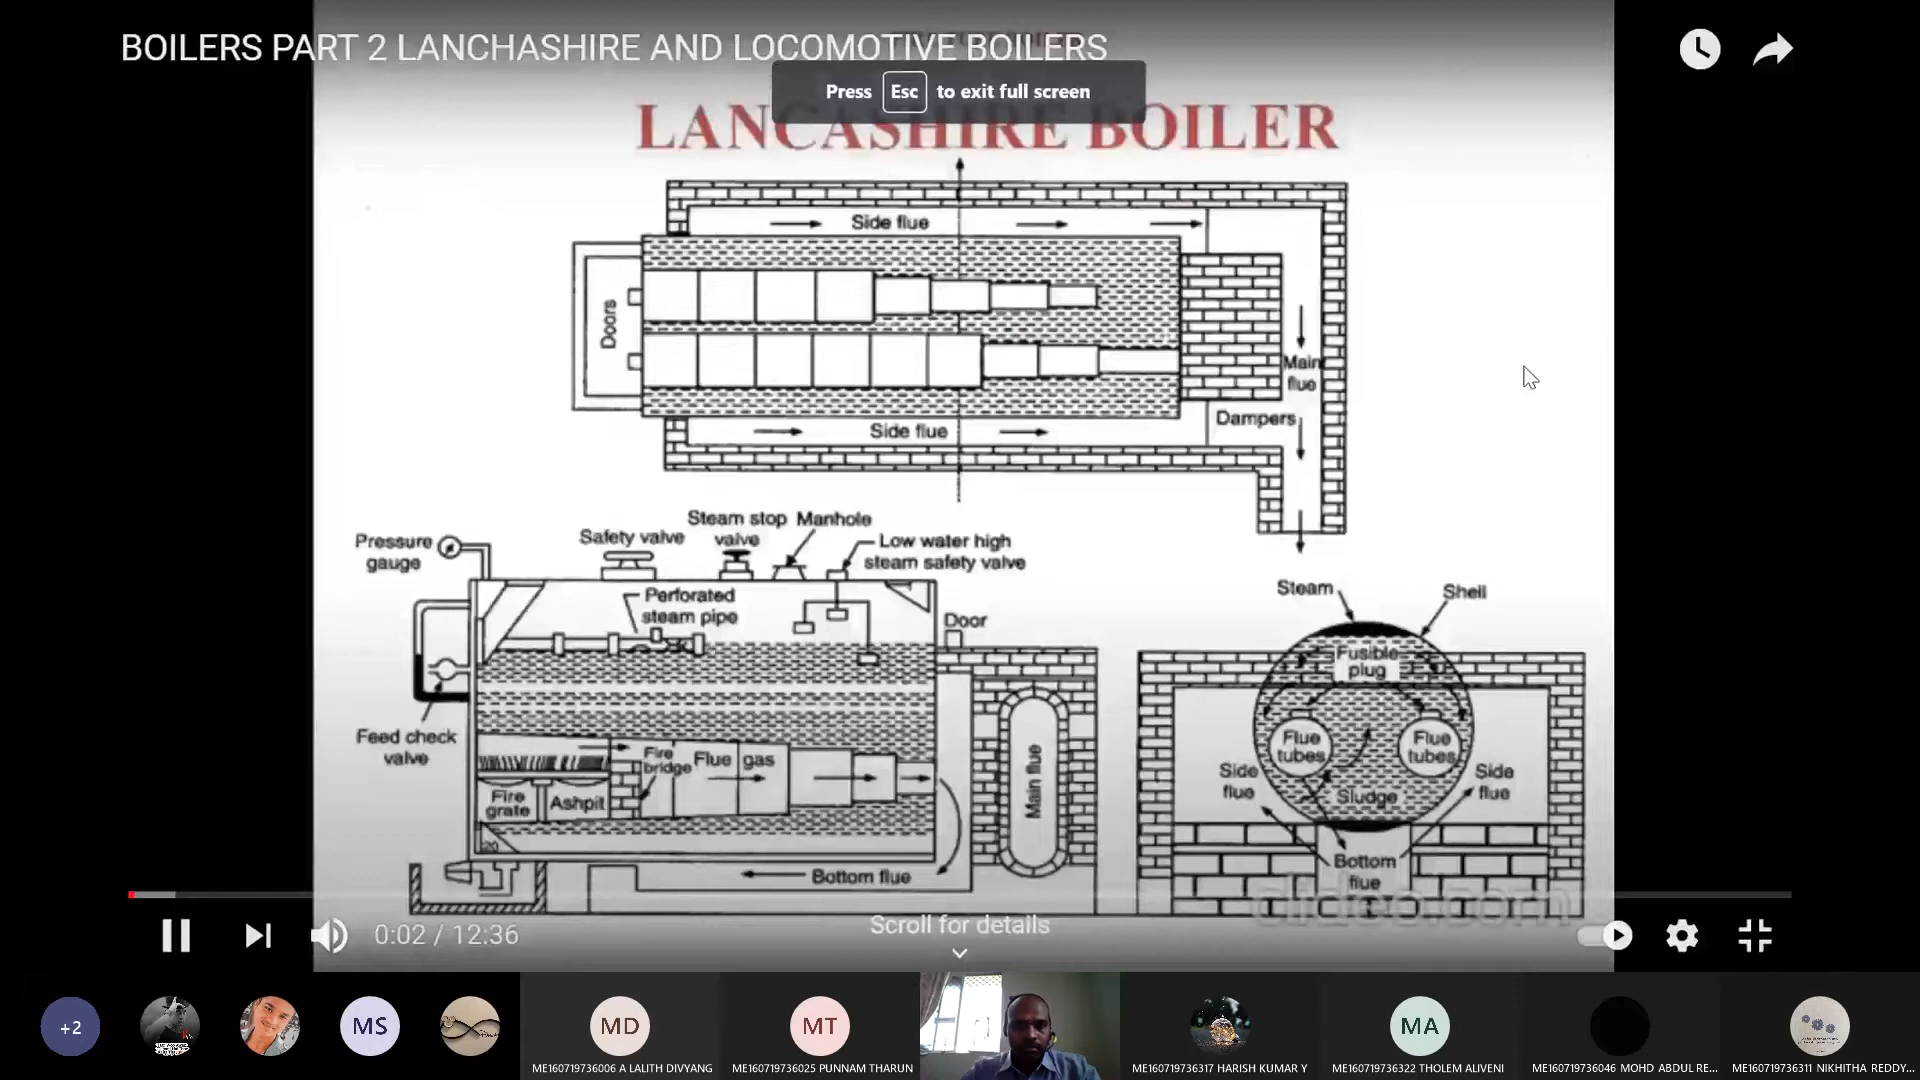 BOILERS PART 2 LANCHASHIRE AND LOCOMOTIVE BOILERS
Press Esc to exit full screen
LANCASHIRE BOILER
Side flue
Doors
Main
flue
Dampers
Side flue
Pressure
gauge
Safety valve
Steam stop
valve
Manhole
Low water high
steam safety valve
Perforated
steam pipe
Door
Feed check
valve
Fire
bridge
Flue gas
Fire
grate
Ashpit
Main flue
Bottom flue
Steam
Shell
Fusible
plug
Flue
tubes
Flue
tubes
Side
flue
Side
flue
Sludge
Bottom
flue
clideo.com
0:02 / 12:36
Scroll for details
+2
MS
MD
MT
MA
ME160719736006 A LALITH DIVYANG
ME160719736025 PUNNAM THARUN
ME160719736317 HARISH KUMAR Y
ME160719736322 THOLEM ALIVENI
ME160719736046 MOHD ABDUL RE...
ME160719736311 NIKHITHA REDDY...